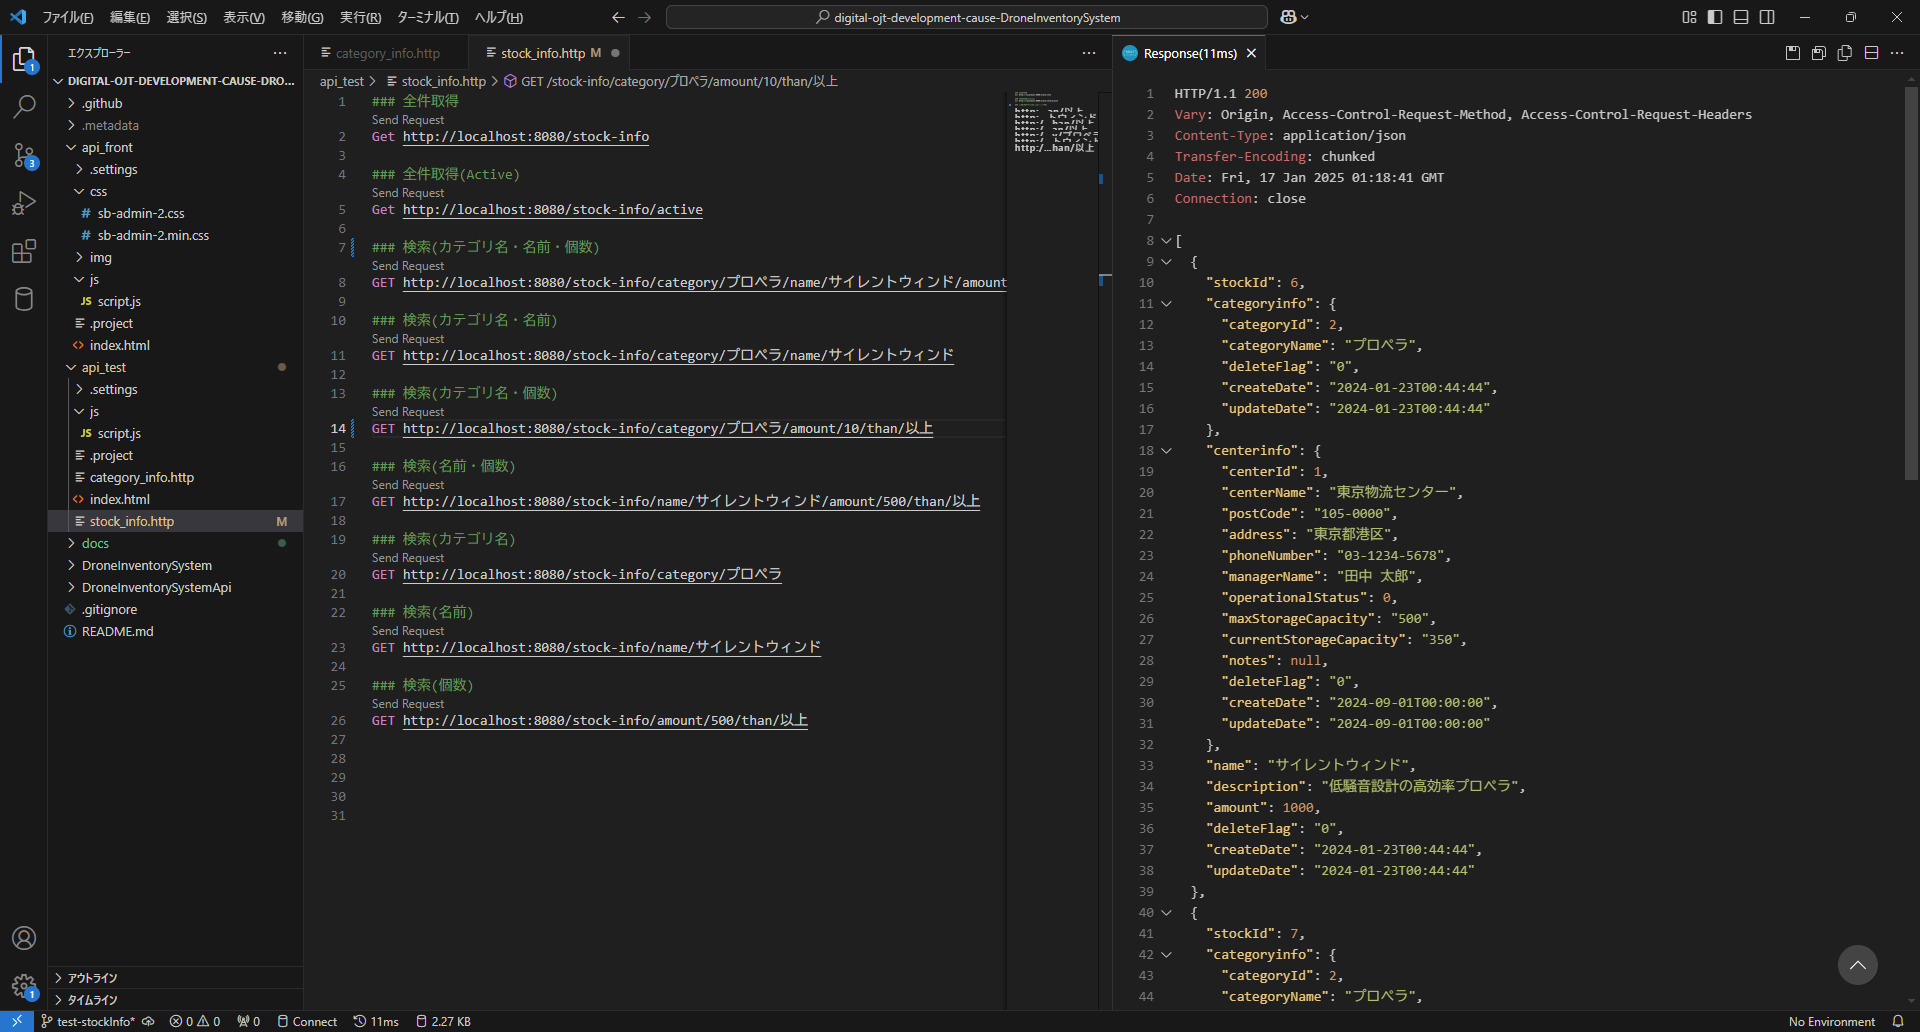 ファイル(F) 編集(E) 選択(S) 表示(V) 移動(G) 実行(R) ターミナル(T) ヘルプ(H)
digital-ojt-development-cause-DroneInventorySystem
エクスプローラー
DIGITAL-OJT-DEVELOPMENT-CAUSE-DRO...
.github
.metadata
api_front
.settings
css
# sb-admin-2.css
# sb-admin-2.min.css
img
js
JS script.js
.project
<> index.html
api_test
.settings
js
JS script.js
.project
category_info.http
<> index.html
stock_info.http M
docs
DroneInventorySystem
DroneInventorySystemApi
.gitignore
README.md
アウトライン
タイムライン
1
3
1
category_info.http
stock_info.http M
api_test > stock_info.http > GET /stock-info/category/プロペラ/amount/10/than/以上
1 ### 全件取得
Send Request
2 Get http://localhost:8080/stock-info
3
4 ### 全件取得(Active)
Send Request
5 Get http://localhost:8080/stock-info/active
6
7 ### 検索(カテゴリ名・名前・個数)
Send Request
8 GET http://localhost:8080/stock-info/category/プロペラ/name/サイレントウィンド/amount
9
10 ### 検索(カテゴリ名・名前)
Send Request
11 GET http://localhost:8080/stock-info/category/プロペラ/name/サイレントウィンド
12
13 ### 検索(カテゴリ名・個数)
Send Request
14 GET http://localhost:8080/stock-info/category/プロペラ/amount/10/than/以上
15
16 ### 検索(名前・個数)
Send Request
17 GET http://localhost:8080/stock-info/name/サイレントウィンド/amount/500/than/以上
18
19 ### 検索(カテゴリ名)
Send Request
20 GET http://localhost:8080/stock-info/category/プロペラ
21
22 ### 検索(名前)
Send Request
23 GET http://localhost:8080/stock-info/name/サイレントウィンド
24
25 ### 検索(個数)
Send Request
26 GET http://localhost:8080/stock-info/amount/500/than/以上
27
28
29
30
31
Response(11ms)
1 HTTP/1.1 200
2 Vary: Origin, Access-Control-Request-Method, Access-Control-Request-Headers
3 Content-Type: application/json
4 Transfer-Encoding: chunked
5 Date: Fri, 17 Jan 2025 01:18:41 GMT
6 Connection: close
7
8 [
9 {
10 "stockId": 6,
11 "categoryinfo": {
12 "categoryId": 2,
13 "categoryName": "プロペラ",
14 "deleteFlag": "0",
15 "createDate": "2024-01-23T00:44:44",
16 "updateDate": "2024-01-23T00:44:44"
17 },
18 "centerinfo": {
19 "centerId": 1,
20 "centerName": "東京物流センター",
21 "postCode": "105-0000",
22 "address": "東京都港区",
23 "phoneNumber": "03-1234-5678",
24 "managerName": "田中 太郎",
25 "operationalStatus": 0,
26 "maxStorageCapacity": "500",
27 "currentStorageCapacity": "350",
28 "notes": null,
29 "deleteFlag": "0",
30 "createDate": "2024-09-01T00:00:00",
31 "updateDate": "2024-09-01T00:00:00"
32 },
33 "name": "サイレントウィンド",
34 "description": "低騒音設計の高効率プロペラ",
35 "amount": 1000,
36 "deleteFlag": "0",
37 "createDate": "2024-01-23T00:44:44",
38 "updateDate": "2024-01-23T00:44:44"
39 },
40 {
41 "stockId": 7,
42 "categoryinfo": {
43 "categoryId": 2,
44 "categoryName": "プロペラ",
test-stockInfo* 0 0 0 Connect 11ms 2.27 KB
No Environment